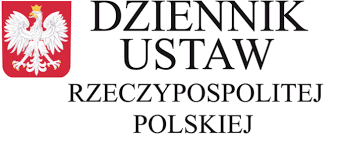 DZIENNIK
USTAW
RZECZYPOSPOLITEJ
POLSKIEJ